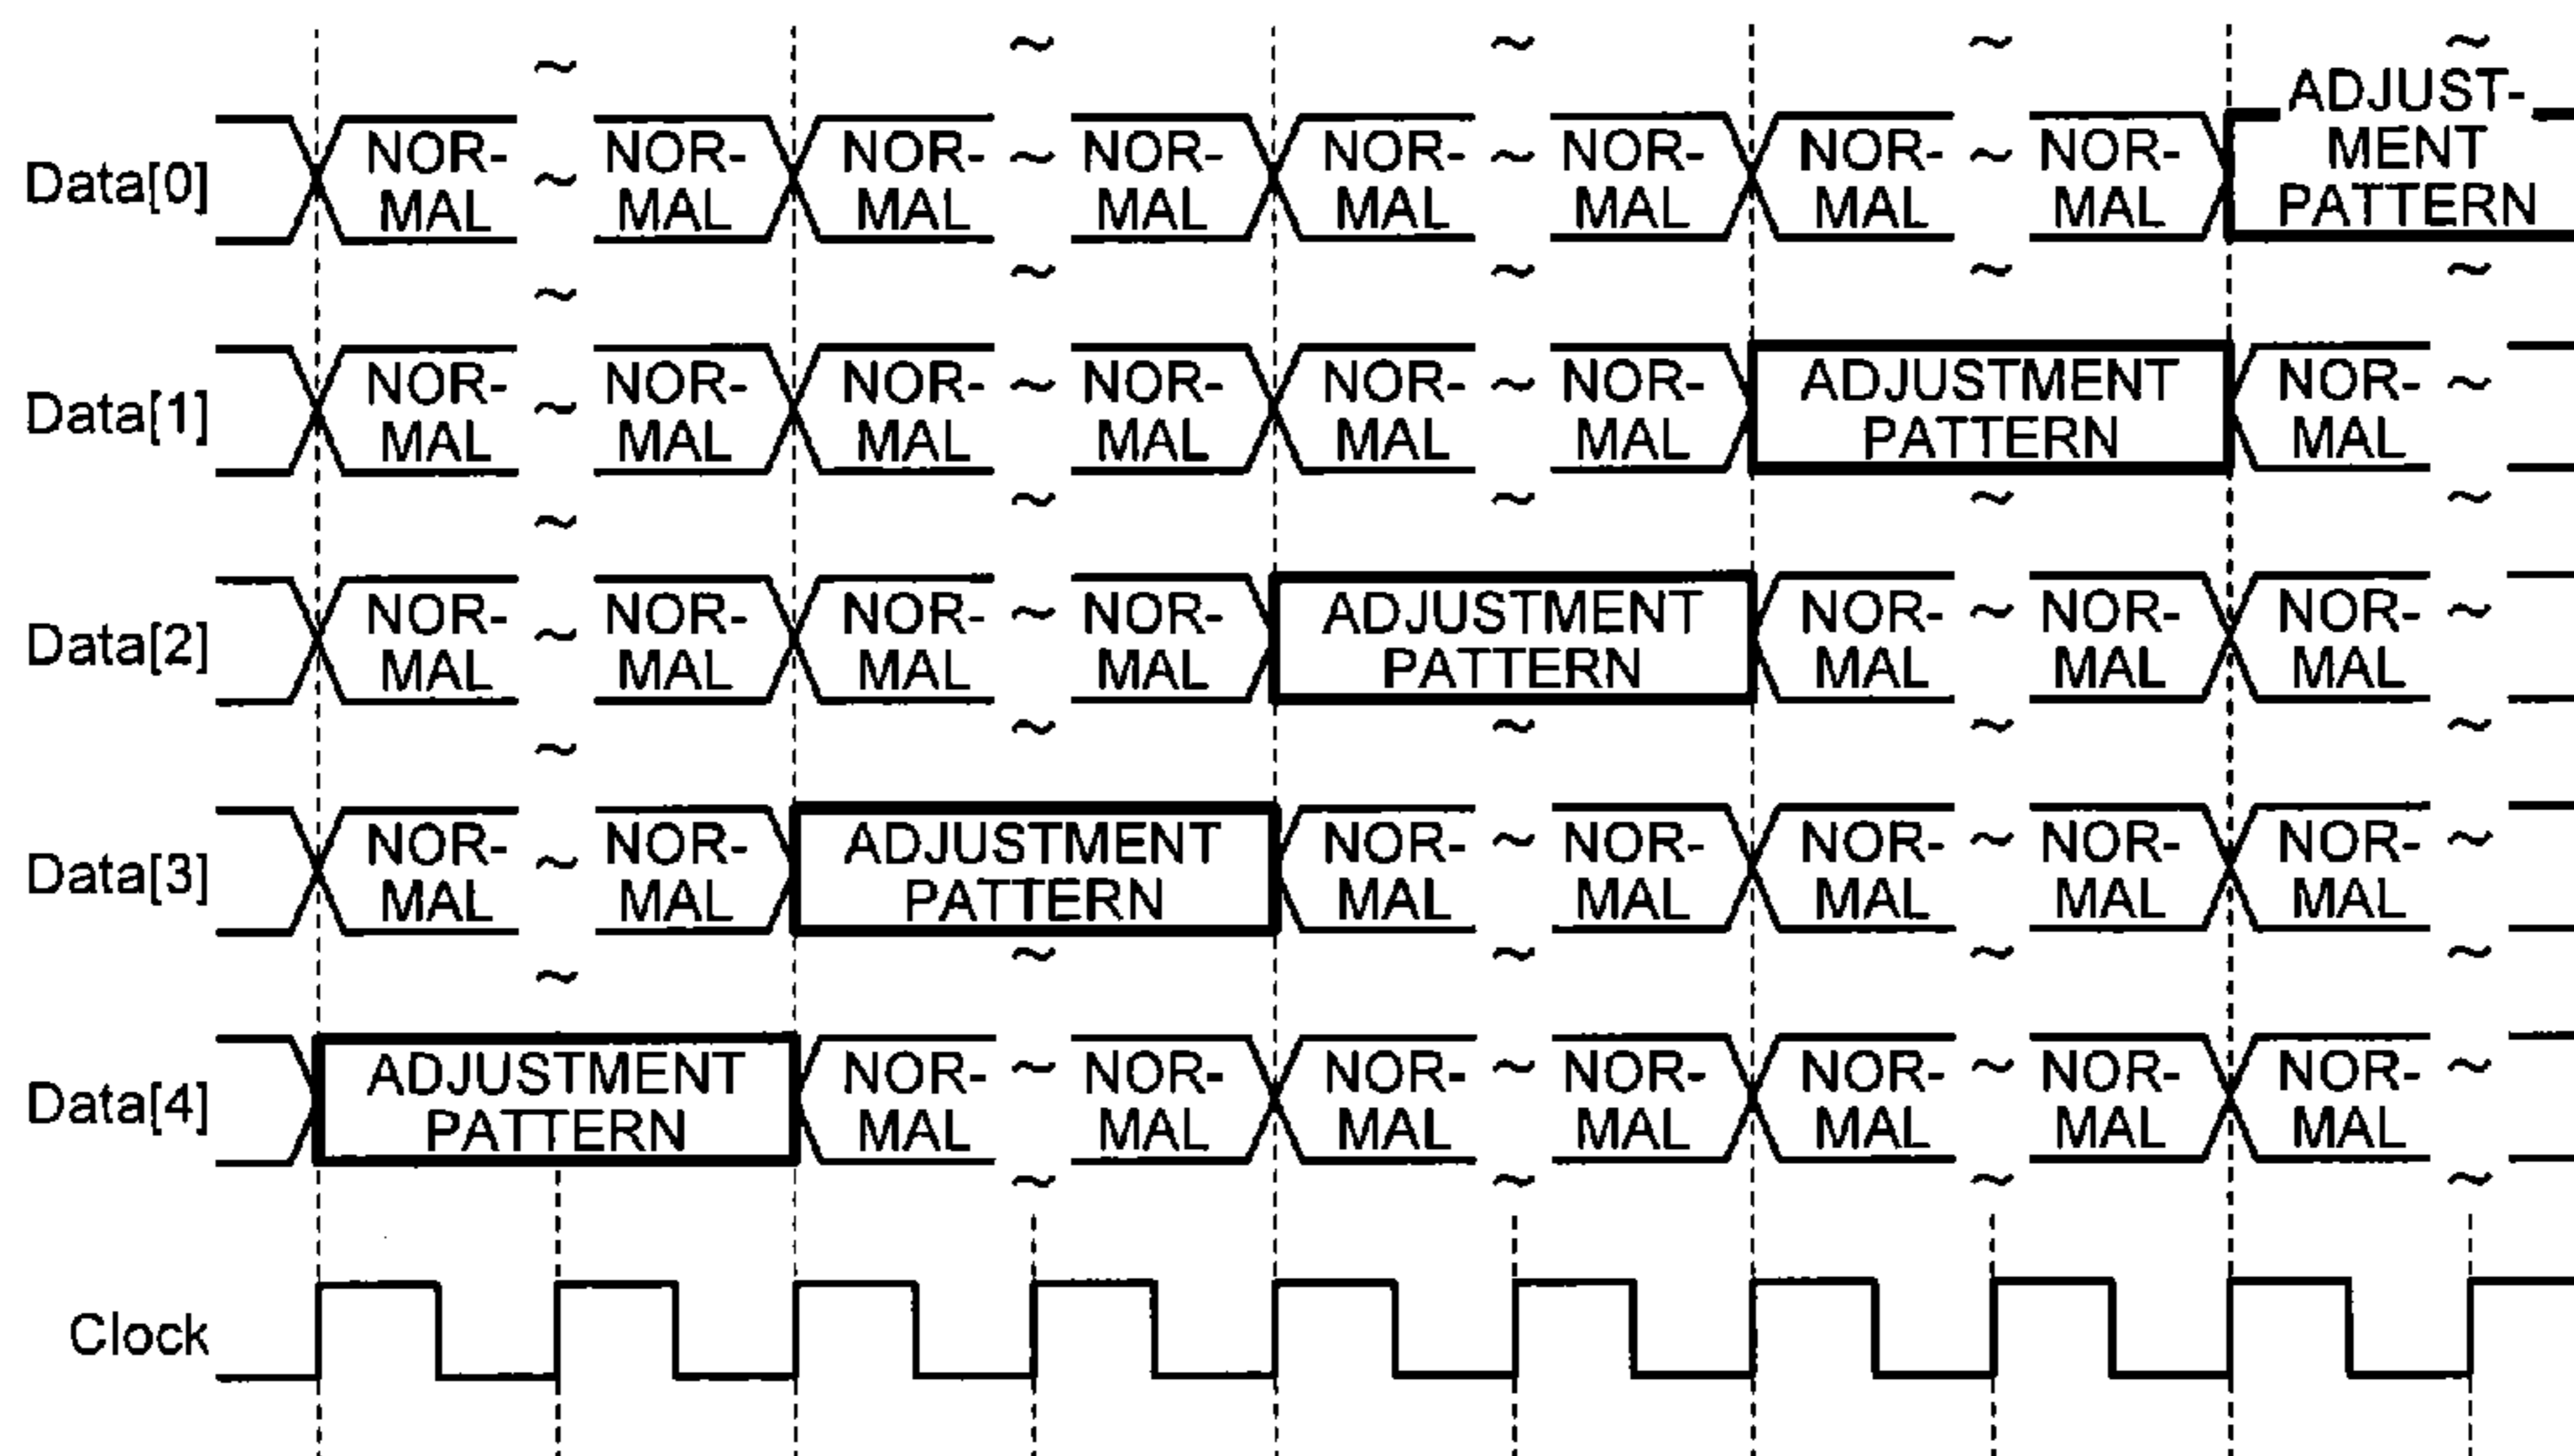 ADJUST-
Data[0] NOR- ~ NOR- NOR- ~ NOR- NOR- ~ NOR- NOR- ~ NOR- MENT
MAL MAL MAL MAL MAL MAL MAL MAL PATTERN
Data[1] NOR- ~ NOR- NOR- ~ NOR- NOR- ~ NOR- ADJUSTMENT NOR- ~
MAL MAL MAL MAL MAL MAL PATTERN MAL
Data[2] NOR- ~ NOR- NOR- ~ NOR- ADJUSTMENT NOR- ~ NOR- NOR- ~
MAL MAL MAL MAL PATTERN MAL MAL MAL
Data[3] NOR- ~ NOR- ADJUSTMENT NOR- ~ NOR- NOR- ~ NOR- NOR- ~
MAL MAL PATTERN MAL MAL MAL MAL MAL
Data[4] ADJUSTMENT NOR- ~ NOR- NOR- ~ NOR- NOR- ~ NOR- NOR- ~
PATTERN MAL MAL MAL MAL MAL MAL MAL
Clock